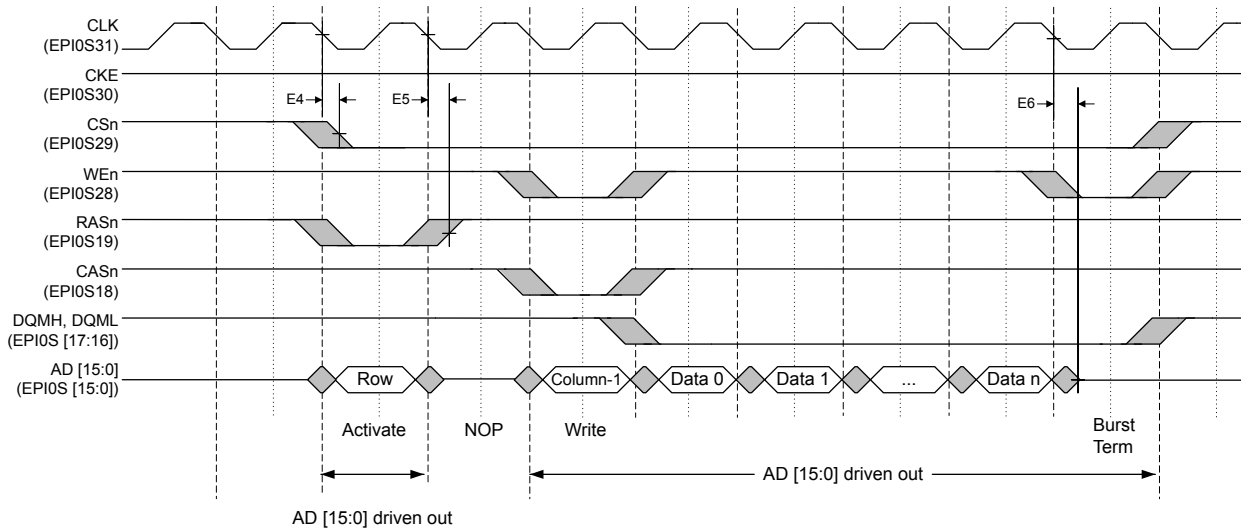 CLK
(EPI0S31)
CKE
(EPI0S30)
E4
E5
E6
CSn
(EPI0S29)
WEn
(EPI0S28)
RASn
(EPI0S19)
CASn
(EPI0S18)
DQMH, DQML
(EPI0S [17:16])
AD [15:0]
(EPI0S [15:0])
Row
Column-1
Data 0
Data 1
...
Data n
Activate
NOP
Write
Burst
Term
AD [15:0] driven out
AD [15:0] driven out